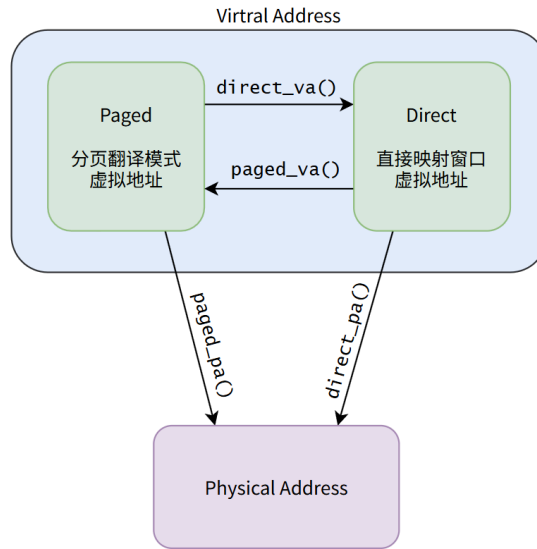 Virtral Address
Paged
分页翻译模式
虚拟地址
direct_va()
paged_va()
Direct
直接映射窗口
虚拟地址
paged_pa()
direct_pa()
Physical Address